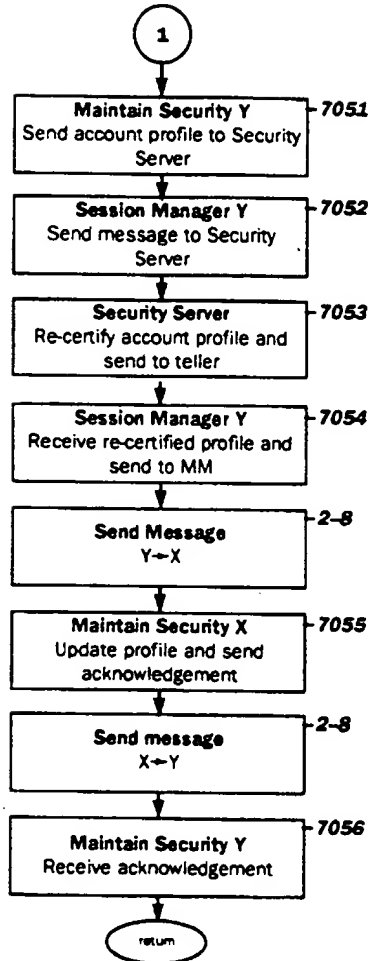 1
Maintain Security Y
7051
Send account profile to Security
Server
Session Manager Y
7052
Send message to Security
Server
Security Server
7053
Re-certify account profile and
send to teller
Session Manager Y
7054
Receive re-certified profile and
send to MM
2-8
Send Message
Y→X
Maintain Security X
7055
Update profile and send
acknowledgement
2-8
Send message
X→Y
7056
Maintain Security Y
Receive acknowledgement
return